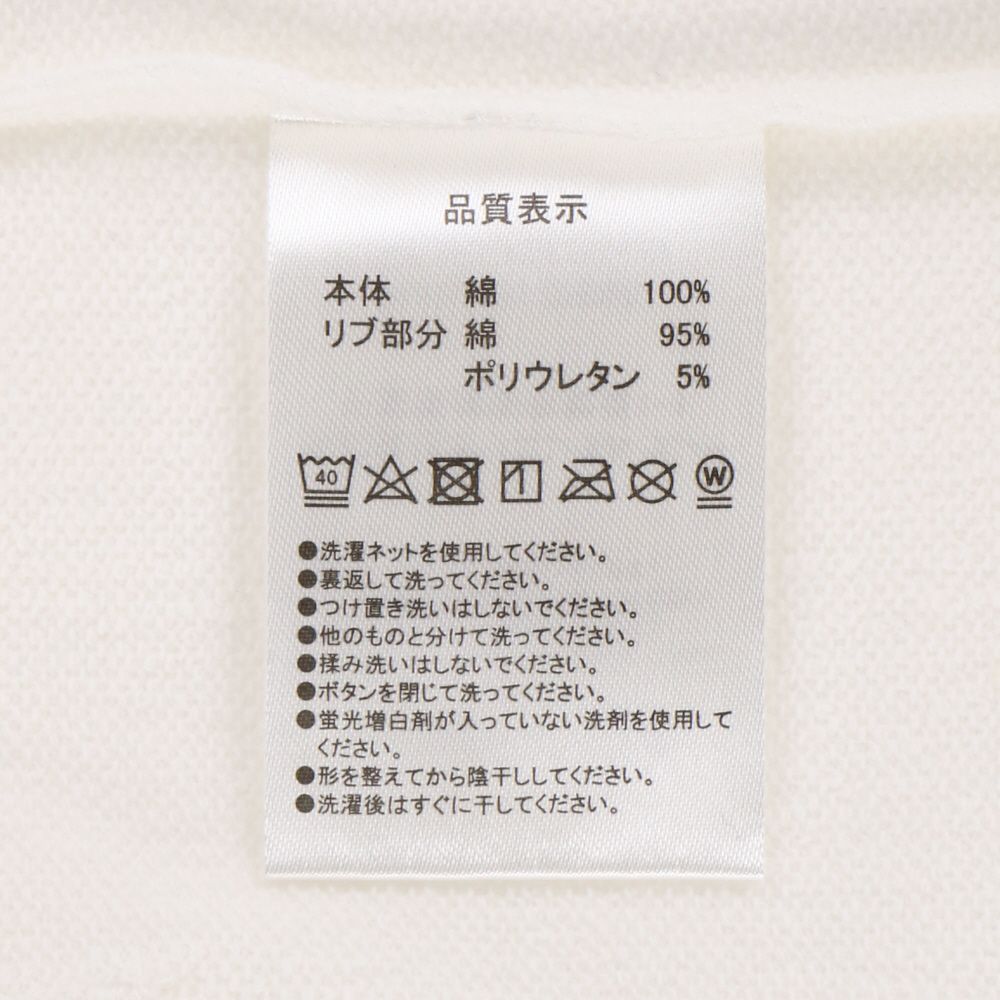 品質表示
本体 綿 100%
リブ部分 綿 95%
ポリウレタン 5%
40 W
●洗濯ネットを使用してください。
●裏返して洗ってください。
●つけ置き洗いはしないでください。
●他のものと分けて洗ってください。
●揉み洗いはしないでください。
●ボタンを閉じて洗ってください。
●蛍光増白剤が入っていない洗剤を使用して
ください。
●形を整えてから陰干ししてください。
●洗濯後はすぐに干してください。